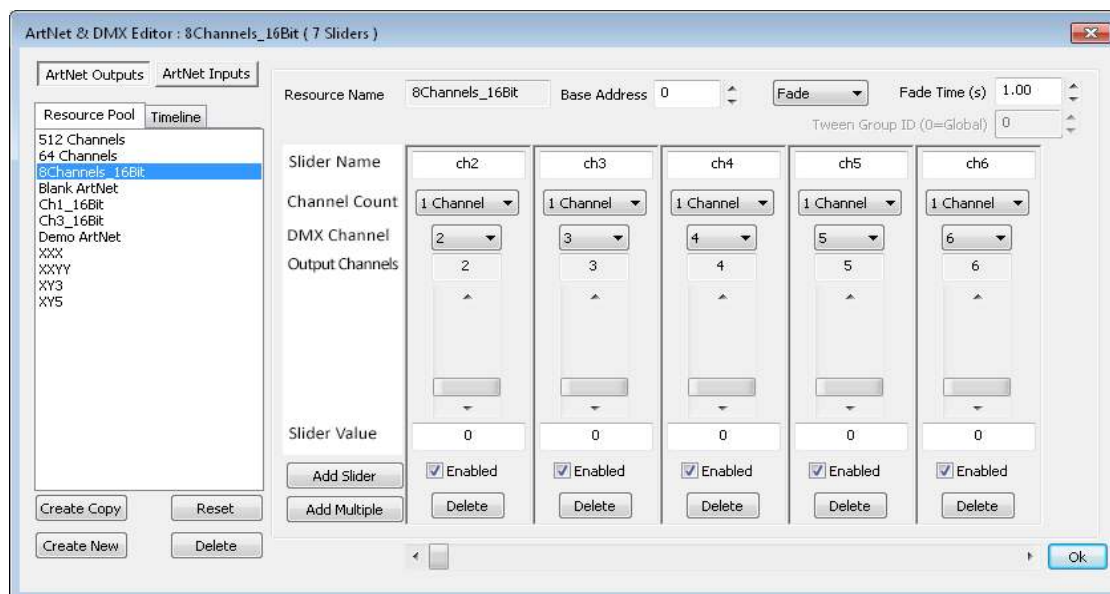 ArtNet & DMX Editor : 8Channels_16Bit ( 7 Sliders )
ArtNet Outputs ArtNet Inputs
Resource Pool Timeline
512 Channels
64 Channels
8Channels_16Bit
Blank ArtNet
Ch1_16Bit
Ch3_16Bit
Demo ArtNet
XXX
XXYY
XY3
XY5
Create Copy Reset
Create New Delete
Resource Name 8Channels_16Bit Base Address 0 Fade Fade Time (s) 1.00
Tween Group ID (0=Global) 0
Slider Name ch2 ch3 ch4 ch5 ch6
Channel Count 1 Channel 1 Channel 1 Channel 1 Channel 1 Channel
DMX Channel 2 3 4 5 6
Output Channels 2 3 4 5 6
Slider Value 0 0 0 0 0
Add Slider Enabled Enabled Enabled Enabled Enabled
Add Multiple Delete Delete Delete Delete Delete
Ok